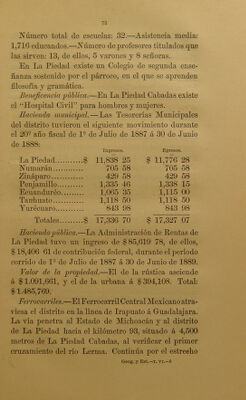 73
Número total de escuelas: 32.—Asistencia media:
1,716 educandos.—Número de profesores titulados que
las sirven: 13, de ellos, 5 varones y 8 señoras.
En La Piedad existe un Colegio de segunda ense-
ñanza sostenido por el párroco, en el que se aprenden
filosofía y gramática.
Beneficencia pública.—En La Piedad Cabadas existe
el "Hospital Civil" para hombres y mujeres.
Hacienda municipal.—Las Tesorerías Municipales
del distrito tuvieron el siguiente movimiento durante
el 20º año fiscal de 1º de Julio de 1887 á 30 de Junio
de 1888:
Ingresos. Egresos.
La Piedad..........$ 11,838 25 $ 11,776 28
Numarán........... 705 58 705 58
Zináparo........... 429 58 429 58
Penjamillo......... 1,335 46 1,338 15
Ecuandureo........ 1,065 35 1,115 00
Tanhuato.......... 1,118 50 1,118 50
Yurécuaro......... 843 98 843 98
Totales.......$ 17,336 70 $ 17,327 07
Hacienda pública.—La Administración de Rentas de
La Piedad tuvo un ingreso de $ 85,619 78, de ellos,
$ 18,406 61 de contribución federal, durante el periodo
corrido de 1º de Julio de 1887 á 30 de Junio de 1889.
Valor de la propiedad.—El de la rústica asciende
á $ 1.091,661, y el de la urbana á $ 394,108. Total:
$ 1.485,769.
Ferrocarriles.—El Ferrocarril Central Mexicano atra-
viesa el distrito en la línea de Irapuato á Guadalajara.
La vía penetra al Estado de Michoacán y al distrito
de La Piedad hacia el kilómetro 93, situado á 4,500
metros de La Piedad Cabadas, al verificar el primer
cruzamiento del río Lerma. Continúa por el estrecho
Geog. y Est.—T. VI.—6